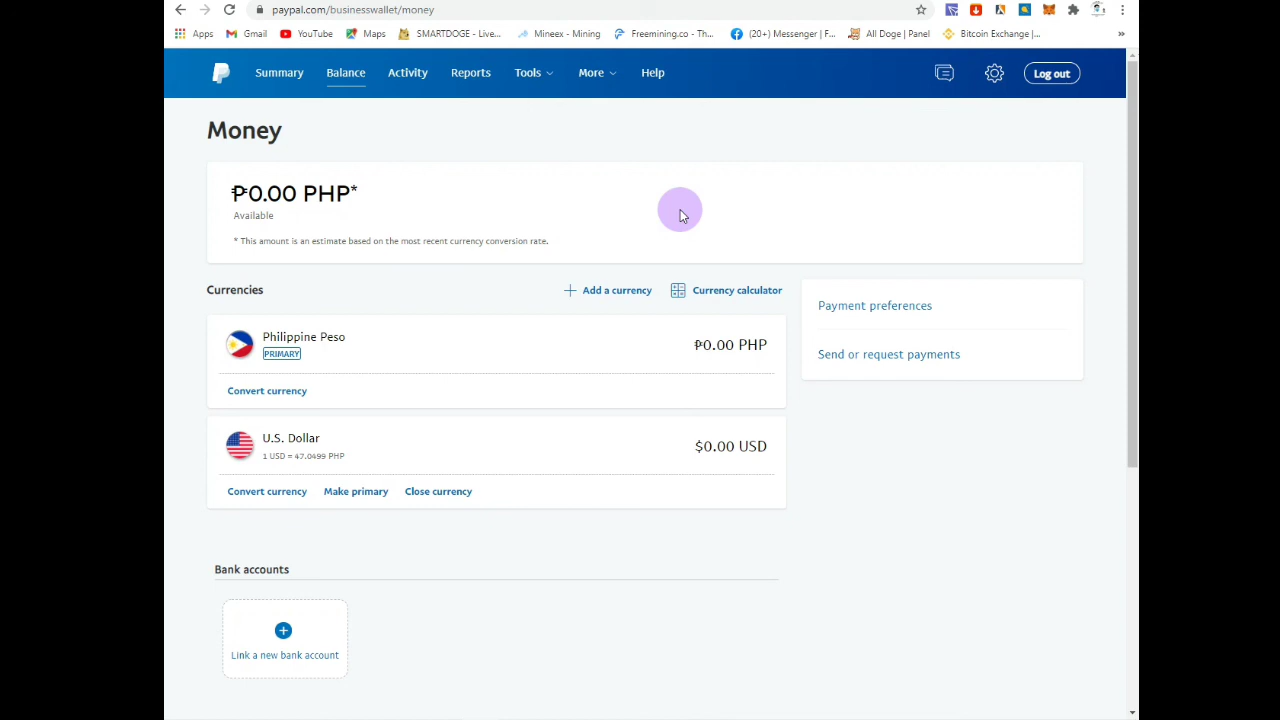 paypal.com/businesswallet/money
Apps Gmail YouTube Maps SMARTDOGE - Live... Mineex - Mining Freemining.co - Th... (20+) Messenger | F... All Doge | Panel Bitcoin Exchange |... »
Summary Balance Activity Reports Tools More Help Log out
Money
₱0.00 PHP*
Available
* This amount is an estimate based on the most recent currency conversion rate.
Currencies Add a currency Currency calculator
Philippine Peso
PRIMARY
₱0.00 PHP
Convert currency
U.S. Dollar
1 USD = 47.0499 PHP
$0.00 USD
Convert currency Make primary Close currency
Payment preferences
Send or request payments
Bank accounts
Link a new bank account